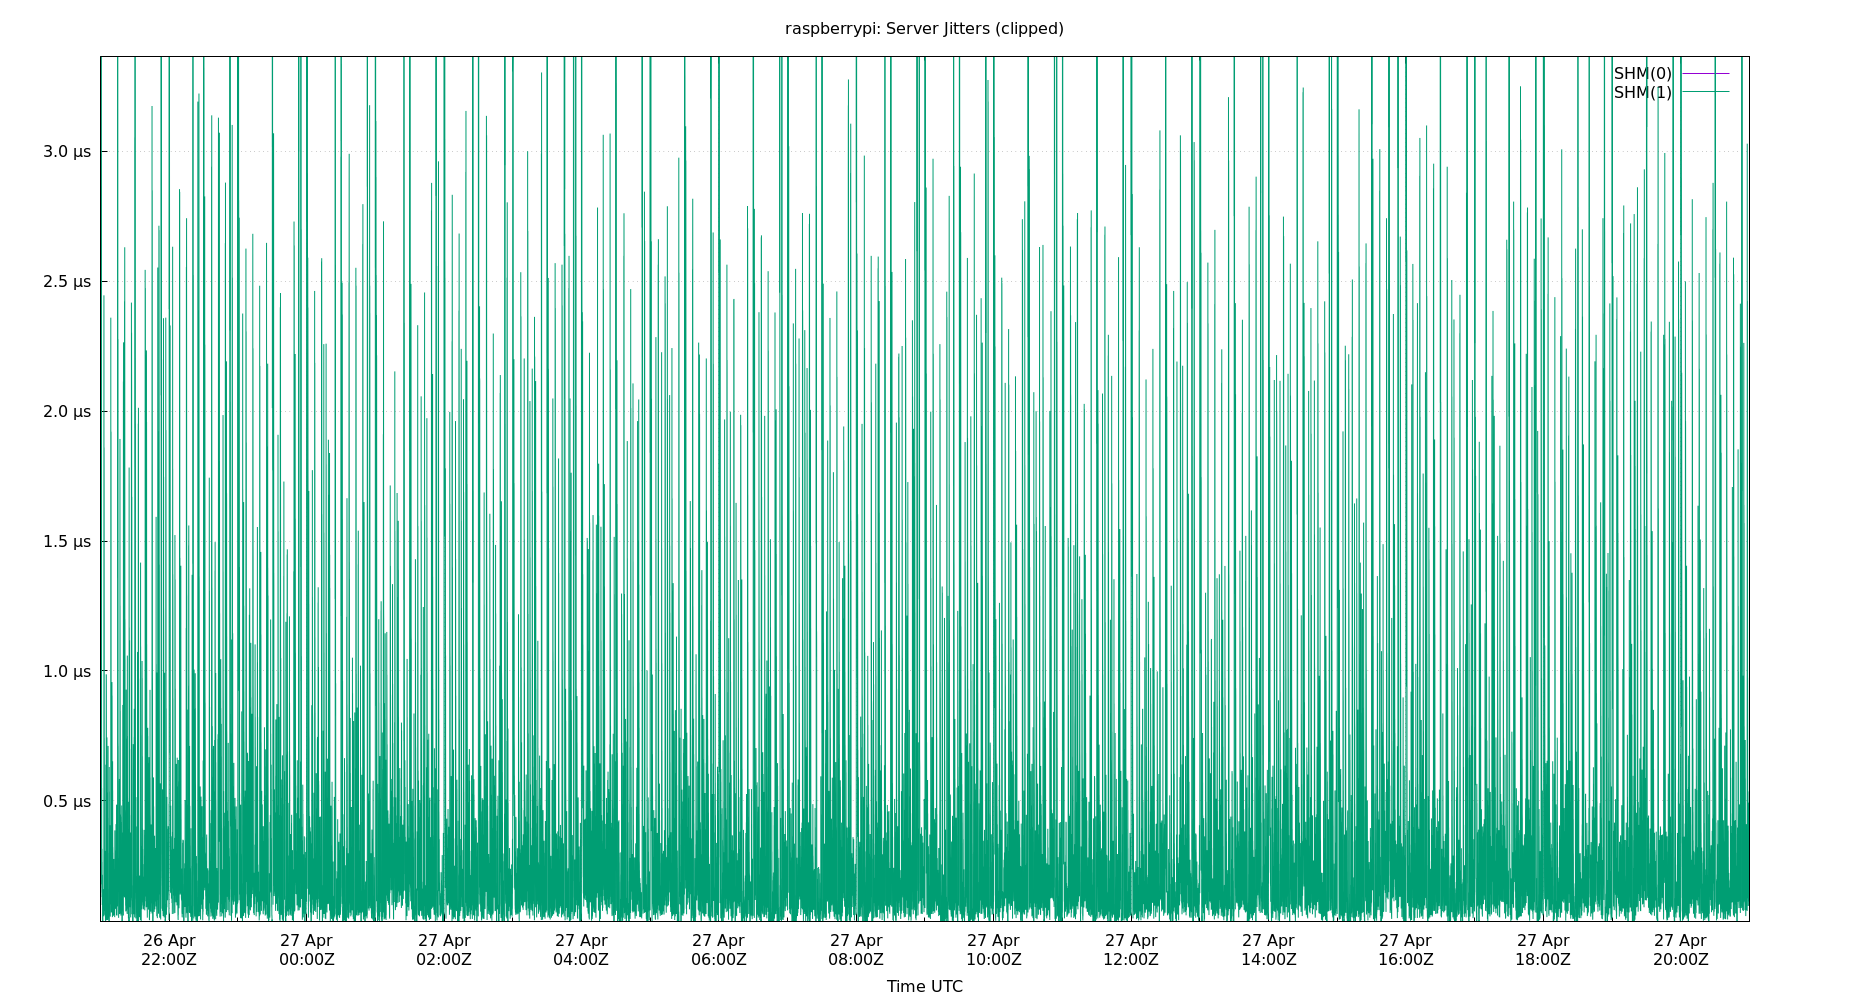 raspberrypi: Server Jitters (clipped)
SHM(0)
SHM(1)
3.0 µs
2.5 µs
2.0 µs
1.5 µs
1.0 µs
0.5 µs
26 Apr 27 Apr 27 Apr 27 Apr 27 Apr 27 Apr 27 Apr 27 Apr 27 Apr 27 Apr 27 Apr 27 Apr
22:00Z 00:00Z 02:00Z 04:00Z 06:00Z 08:00Z 10:00Z 12:00Z 14:00Z 16:00Z 18:00Z 20:00Z
Time UTC